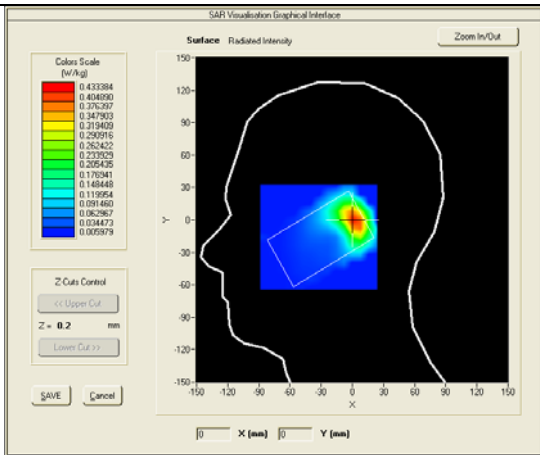 SAR Visualisation Graphical Interface
Surface Radiated Intensity
Zoom In/Out
Colors Scale
(W/kg)
0.433384
0.404890
0.376397
0.347903
0.319409
0.290916
0.262422
0.233929
0.205435
0.176941
0.148448
0.119954
0.091460
0.062967
0.034473
0.005979
Z Cuts Control
<< Upper Cut
Z = 0.2 mm
Lower Cut >>
SAVE Cancel
150-
120-
90-
60-
30-
0-
-30-
-60-
-90-
-120-
-150-
Y
-150 -120 -90 -60 -30 0 30 60 90 120 150
X
0 X (mm) 0 Y (mm)